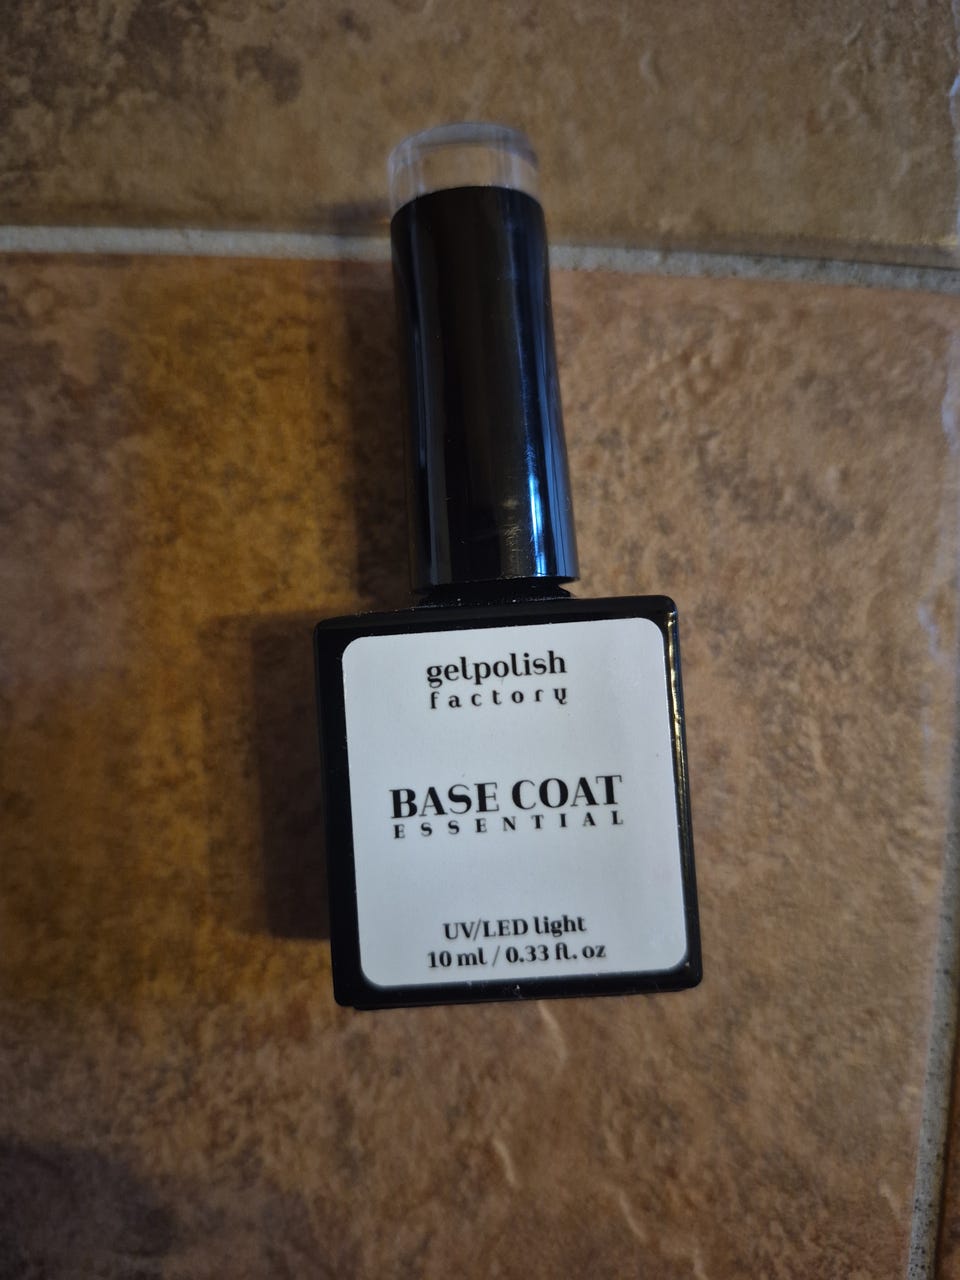 gelpolish
factory
BASE COAT
ESSENTIAL
UV/LED light
10 ml / 0.33 fl. oz